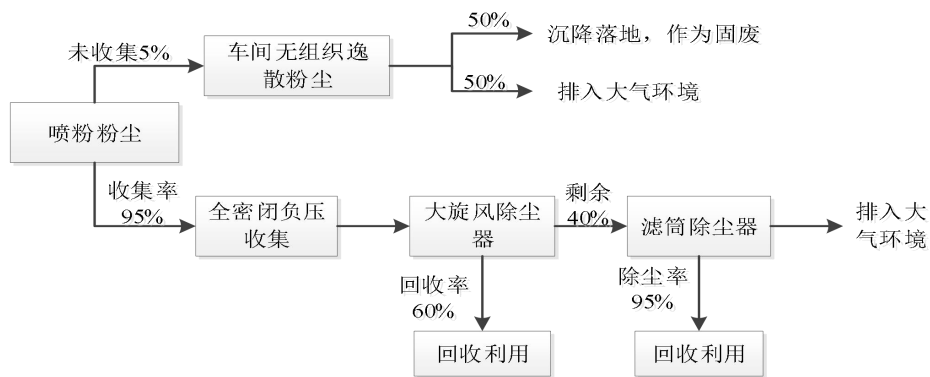 50%
沉降落地，作为固废
未收集5%
车间无组织逸
散粉尘
50%
排入大气环境
喷粉粉尘
收集率
95%
全密闭负压
收集
大旋风除尘
器
剩余
40%
滤筒除尘器
排入大
气环境
回收率
60%
除尘率
95%
回收利用
回收利用